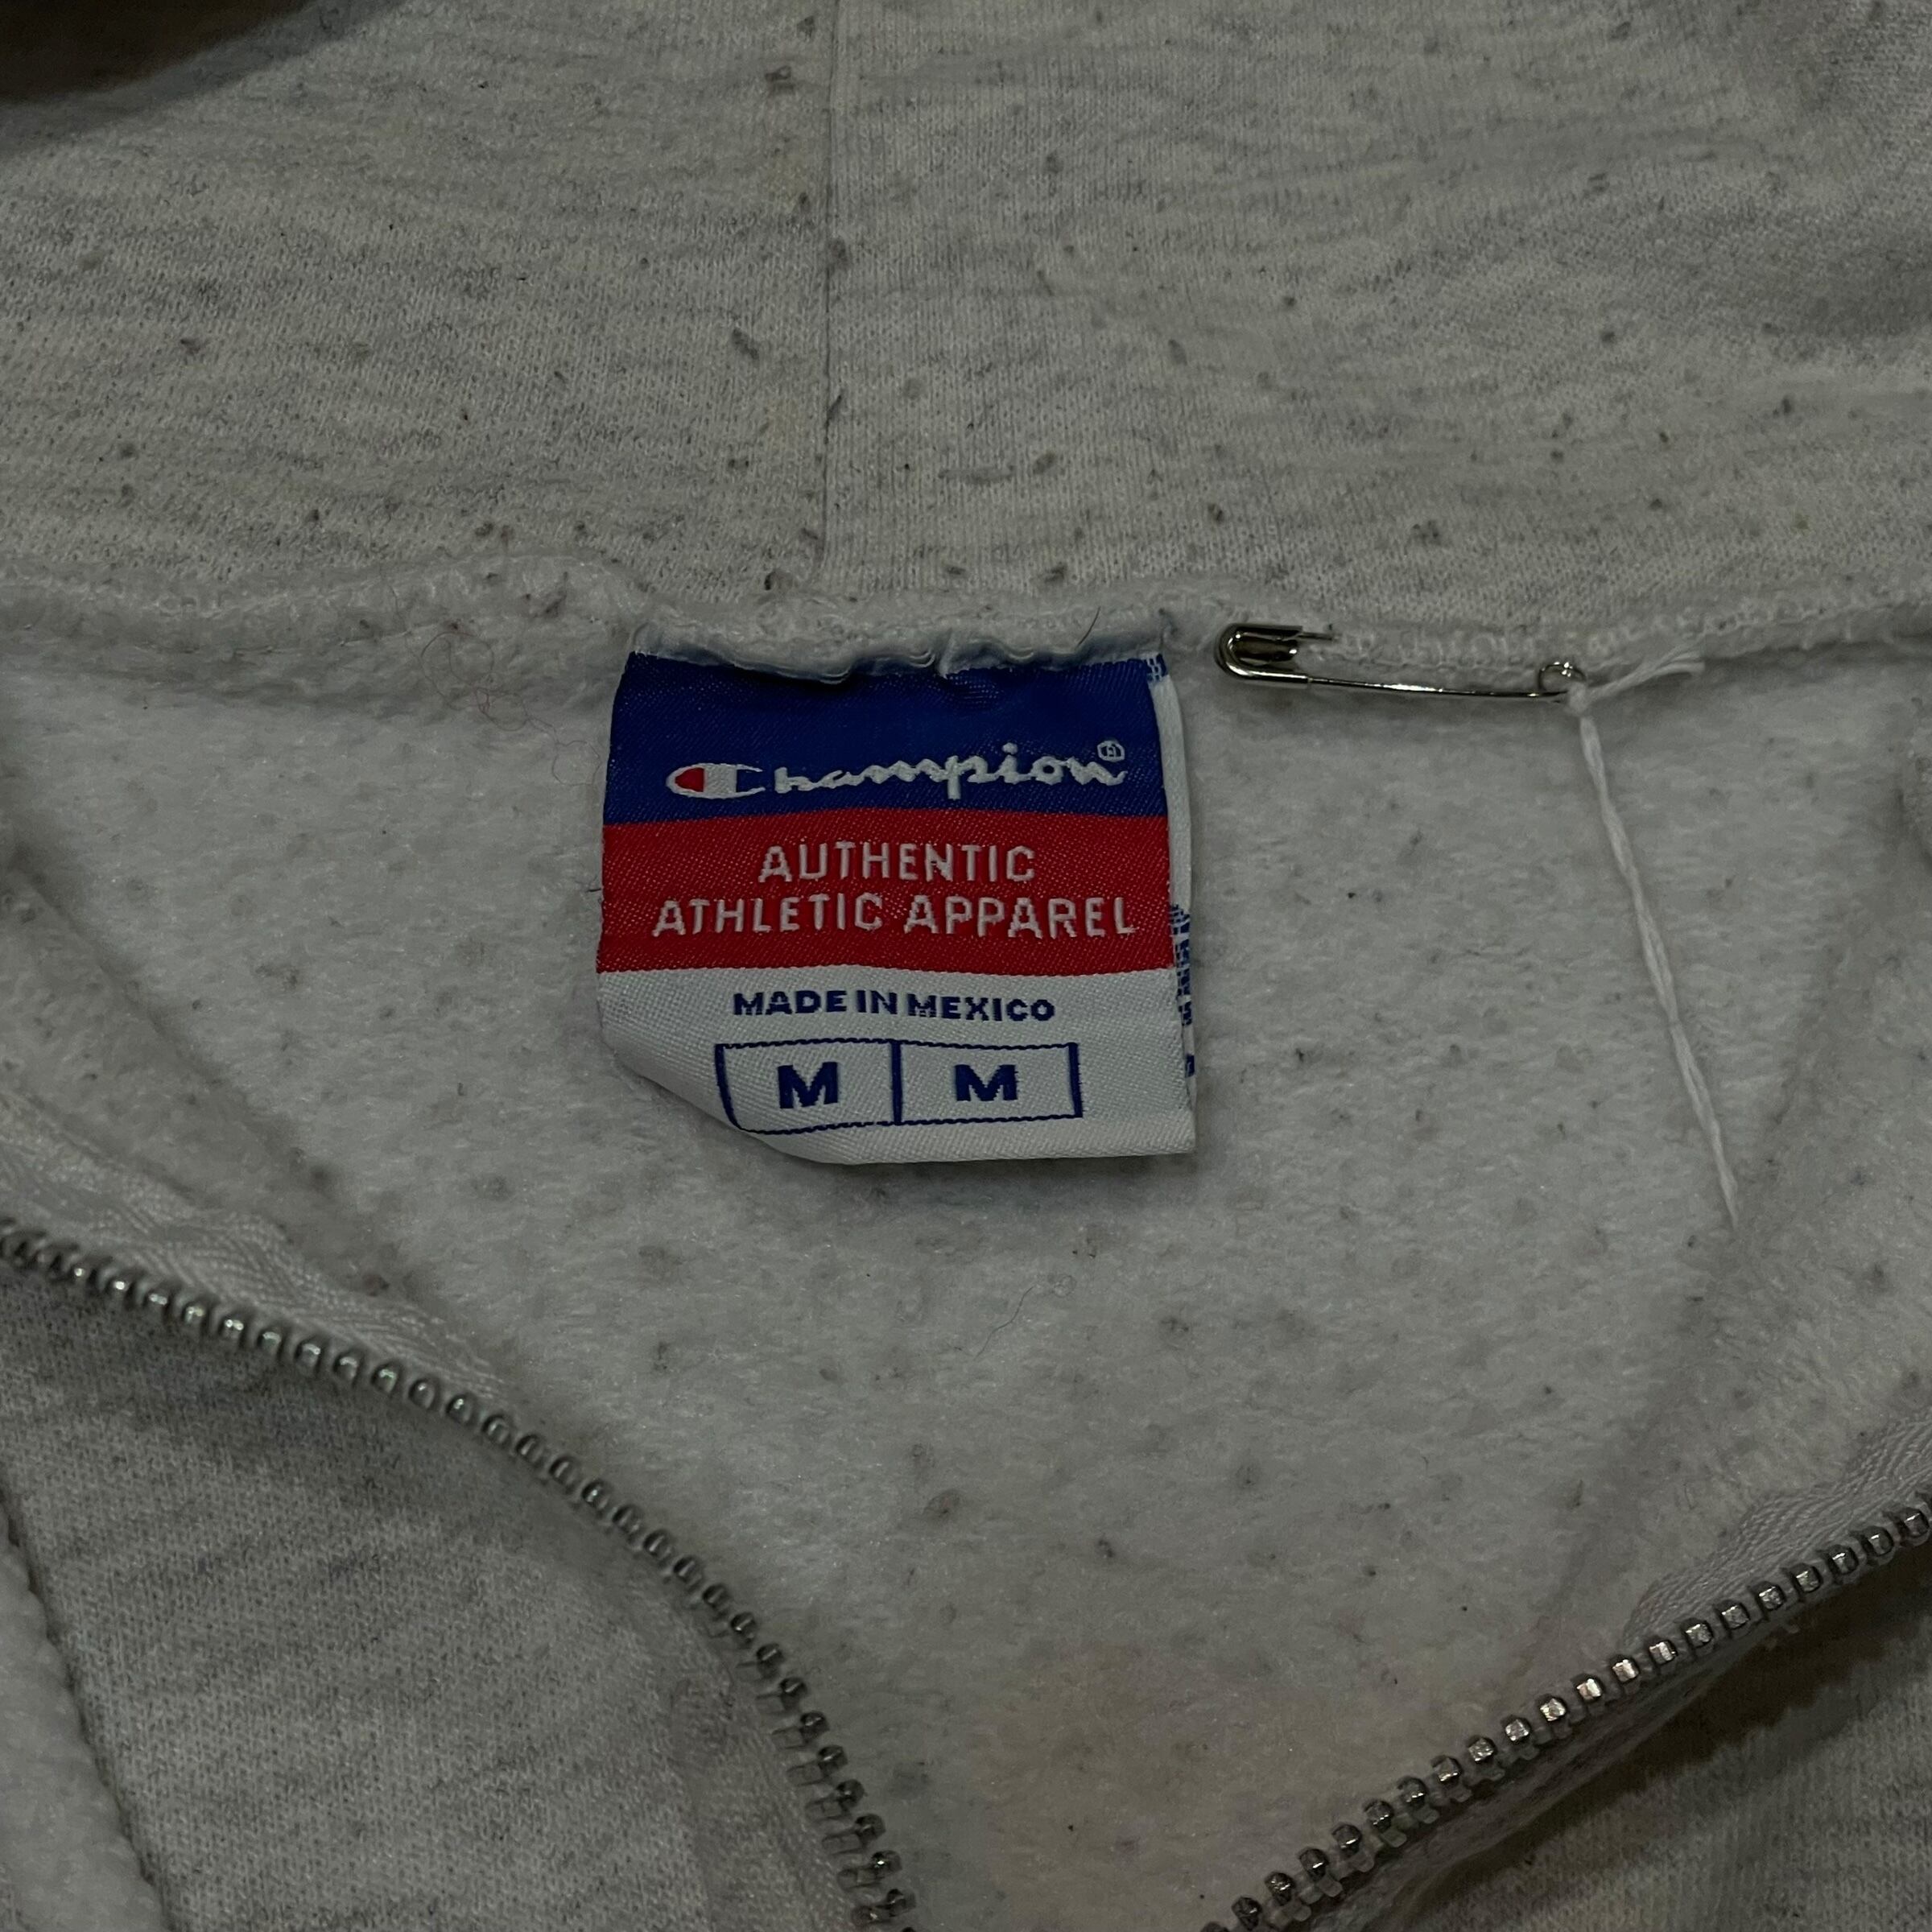 Champion®
AUTHENTIC
ATHLETIC APPAREL
MADE IN MEXICO
M M